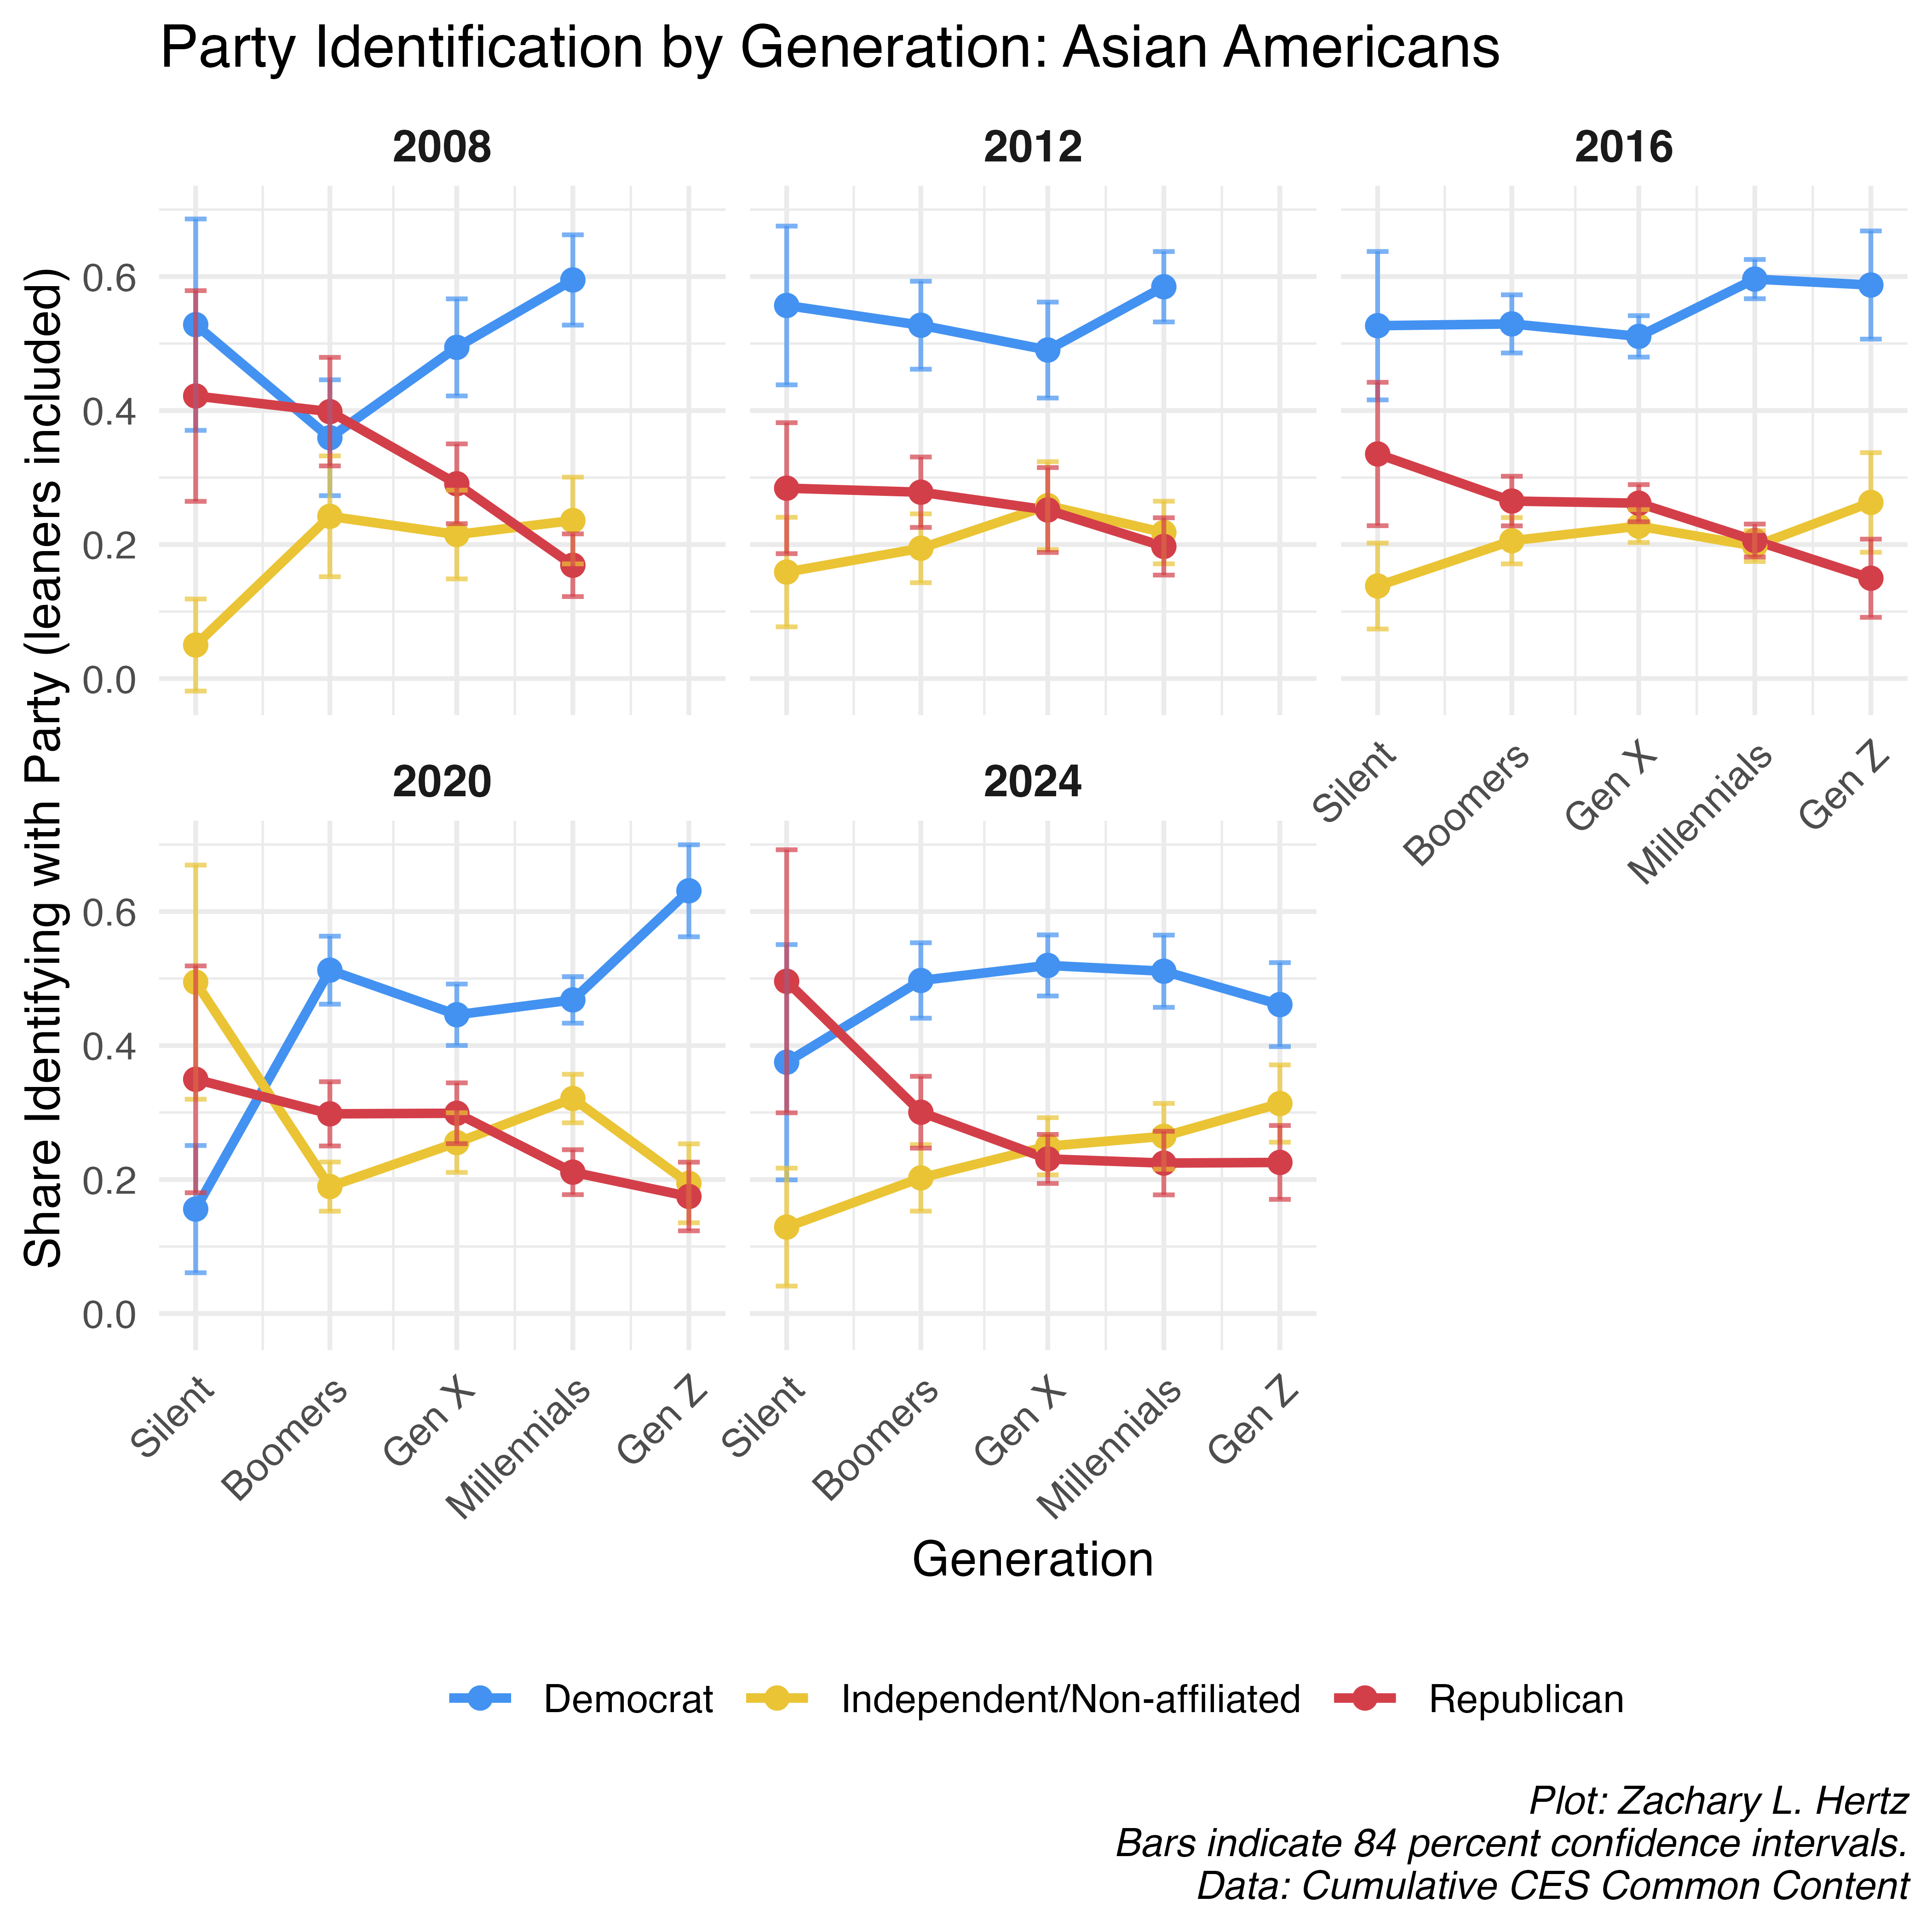 Party Identification by Generation: Asian Americans
2008
2012
2016
0.6
0.4
0.2
0.0
Silent
Boomers
Gen X
Millennials
Gen Z
2020
2024
0.6
0.4
0.2
0.0
Silent
Boomers
Gen X
Millennials
Gen Z
Silent
Boomers
Gen X
Millennials
Gen Z
Share Identifying with Party (leaners included)
Generation
Democrat
Independent/Non-affiliated
Republican
Plot: Zachary L. Hertz
Bars indicate 84 percent confidence intervals.
Data: Cumulative CES Common Content